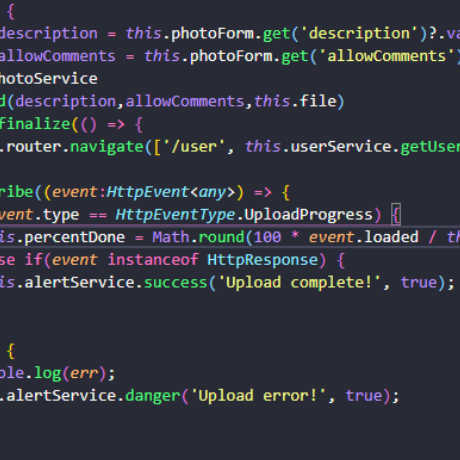 {
description = this.photoForm.get('description')?.va
allowComments = this.photoForm.get('allowComments')
hotoService
d(description,allowComments,this.file)
finalize(() => {
.router.navigate(['/user', this.userService.getUser
ribe((event:HttpEvent<any>) => {
vent.type == HttpEventType.UploadProgress) {
is.percentDone = Math.round(100 * event.loaded / th
se if(event instanceof HttpResponse) {
is.alertService.success('Upload complete!', true);
{
ole.log(err);
.alertService.danger('Upload error!', true);